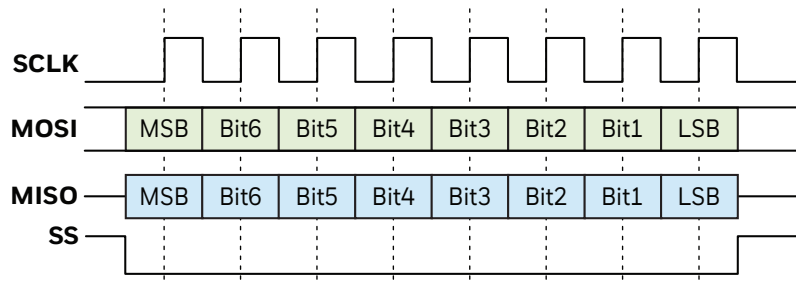 SCLK
MOSI MSB Bit6 Bit5 Bit4 Bit3 Bit2 Bit1 LSB
MISO MSB Bit6 Bit5 Bit4 Bit3 Bit2 Bit1 LSB
SS